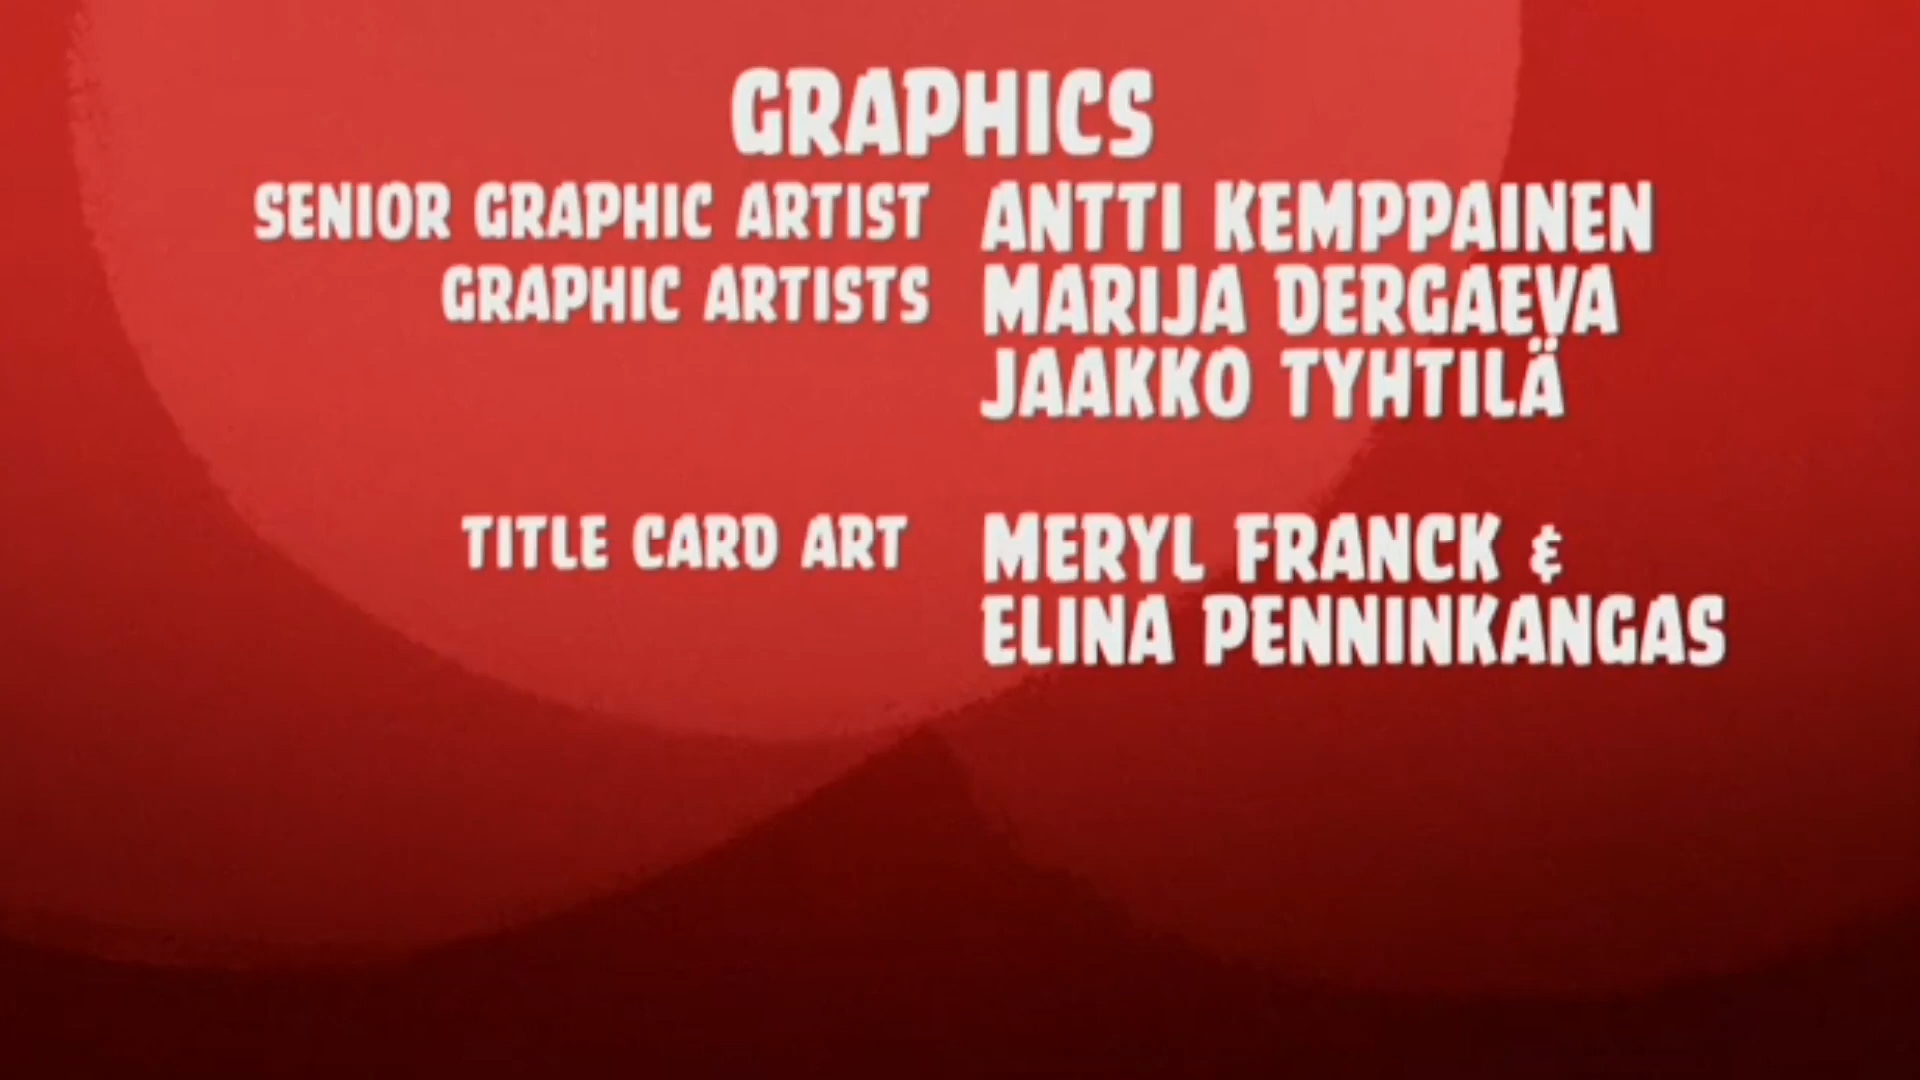 GRAPHICS
SENIOR GRAPHIC ARTIST ANTTI KEMPPAINEN
GRAPHIC ARTISTS MARIJA DERGAEVA
JAAKKO TYHTILÄ
TITLE CARD ART MERYL FRANCK &
ELINA PENNINKANGAS